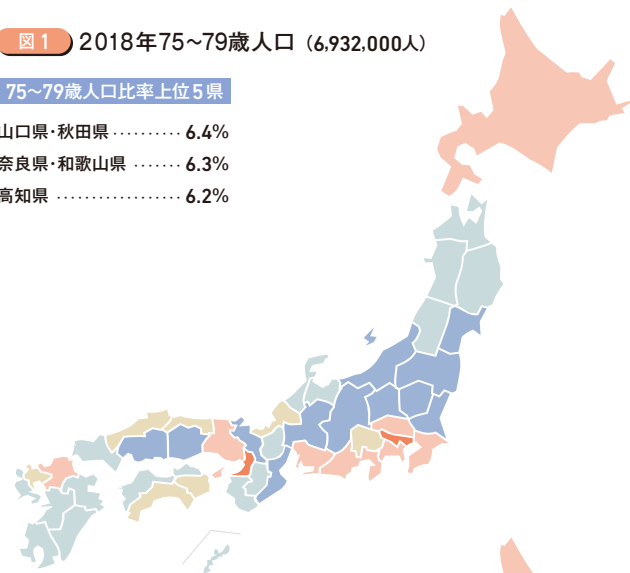 図1 2018年75～79歳人口（6,932,000人）
75～79歳人口比率上位5県
山口県・秋田県 ·········· 6.4%
奈良県・和歌山県 ······· 6.3%
高知県 ·················· 6.2%